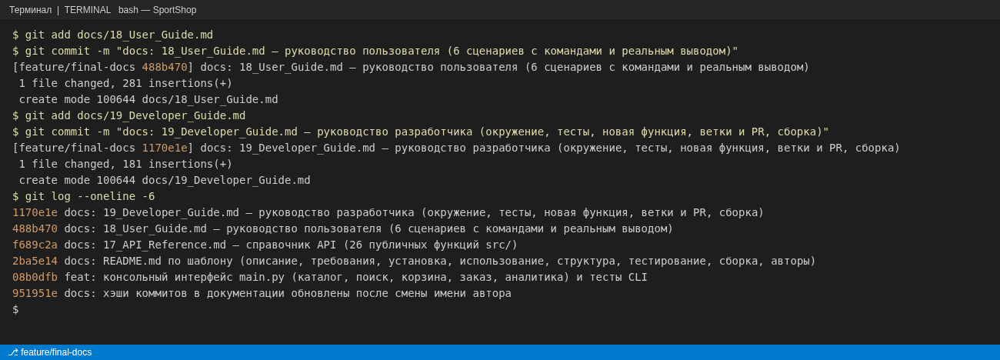 Терминал | TERMINAL bash — SportShop
$ git add docs/18_User_Guide.md
$ git commit -m "docs: 18_User_Guide.md — руководство пользователя (6 сценариев с командами и реальным выводом)"
[feature/final-docs 488b470] docs: 18_User_Guide.md — руководство пользователя (6 сценариев с командами и реальным выводом)
 1 file changed, 281 insertions(+)
 create mode 100644 docs/18_User_Guide.md
$ git add docs/19_Developer_Guide.md
$ git commit -m "docs: 19_Developer_Guide.md — руководство разработчика (окружение, тесты, новая функция, ветки и PR, сборка)"
[feature/final-docs 1170e1e] docs: 19_Developer_Guide.md — руководство разработчика (окружение, тесты, новая функция, ветки и PR, сборка)
 1 file changed, 181 insertions(+)
 create mode 100644 docs/19_Developer_Guide.md
$ git log --oneline -6
1170e1e docs: 19_Developer_Guide.md — руководство разработчика (окружение, тесты, новая функция, ветки и PR, сборка)
488b470 docs: 18_User_Guide.md — руководство пользователя (6 сценариев с командами и реальным выводом)
f689c2a docs: 17_API_Reference.md — справочник API (26 публичных функций src/)
2ba5e14 docs: README.md по шаблону (описание, требования, установка, использование, структура, тестирование, сборка, авторы)
08b0dfb feat: консольный интерфейс main.py (каталог, поиск, корзина, заказ, аналитика) и тесты CLI
951951e docs: хэши коммитов в документации обновлены после смены имени автора
$
⎇ feature/final-docs